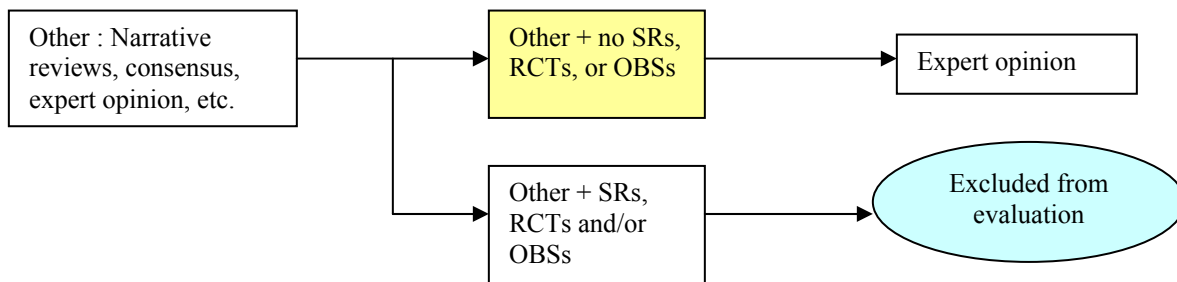 Other : Narrative
reviews, consensus,
expert opinion, etc.
Other + no SRs,
RCTs, or OBSs
Expert opinion
Other + SRs,
RCTs and/or
OBSs
Excluded from
evaluation